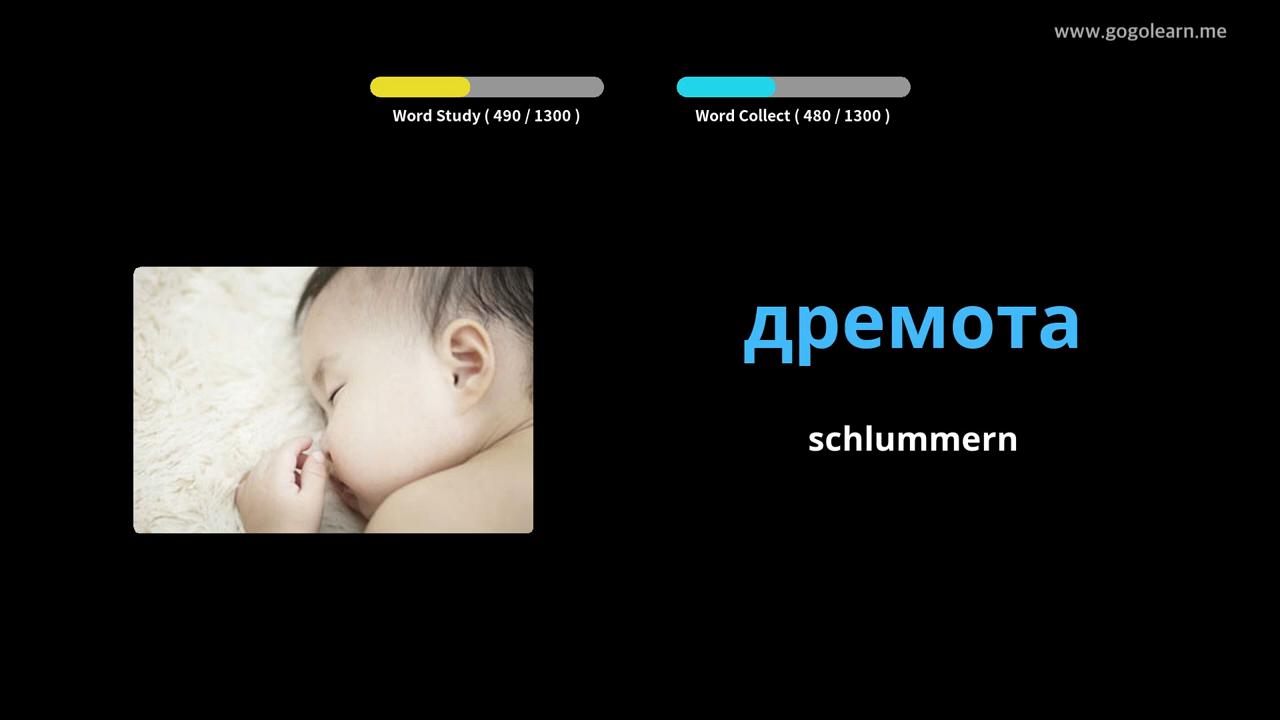 www.gogolearn.me
Word Study ( 490 / 1300 )
Word Collect ( 480 / 1300 )
дремота
schlummern